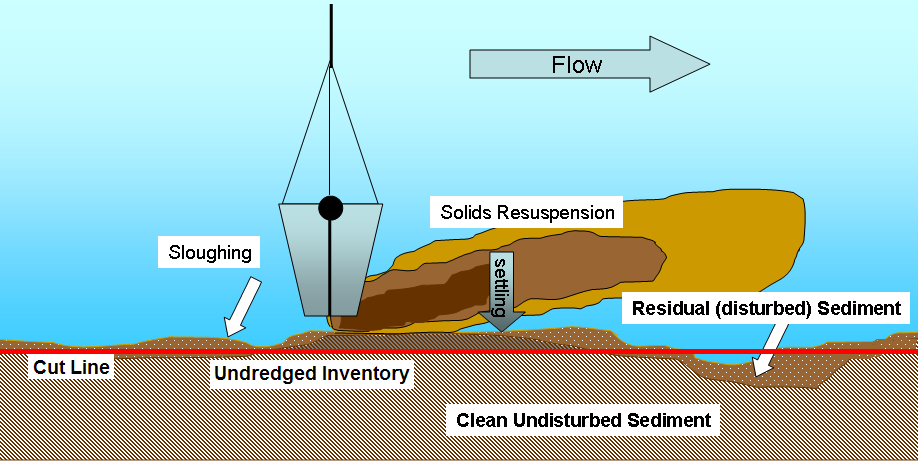 Flow
Solids Resuspension
Sloughing
settling
Residual (disturbed) Sediment
Cut Line
Undredged Inventory
Clean Undisturbed Sediment